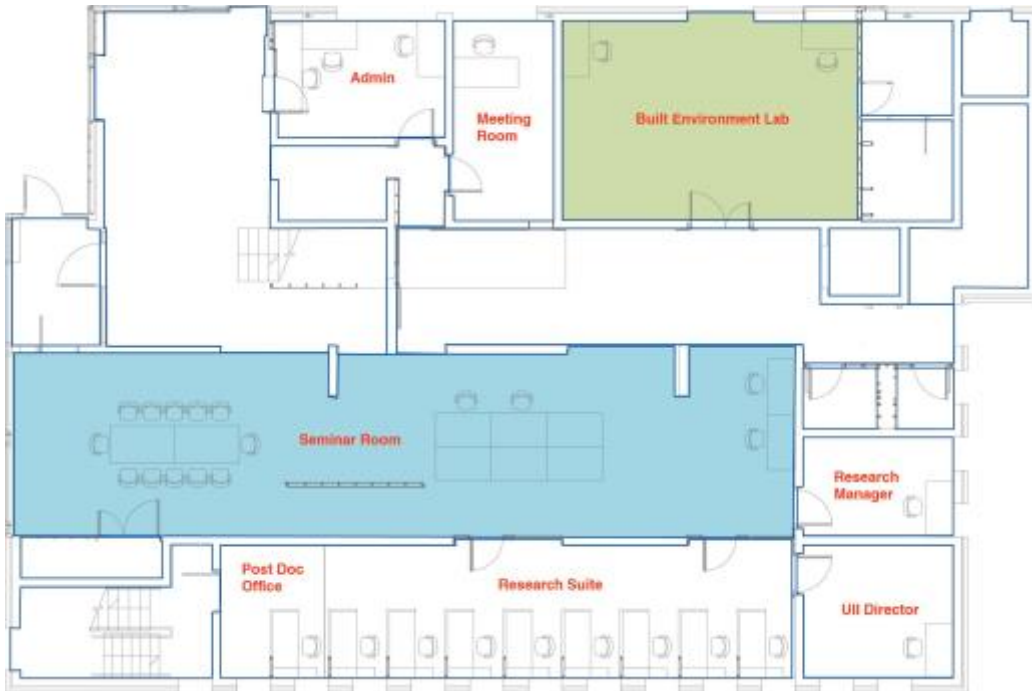 Admin
Meeting
Room
Built Environment Lab
Seminar Room
Research
Manager
Post Doc
Office
Research Suite
UII Director